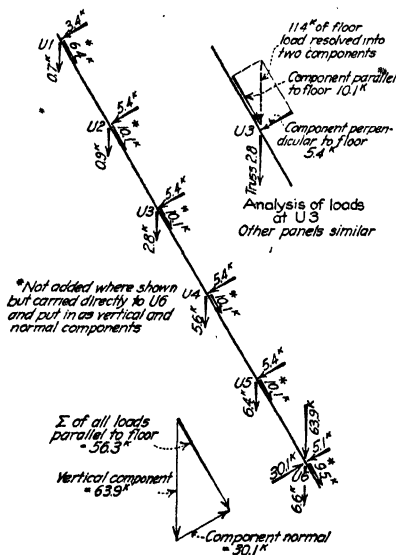 3.4ᴷ
U1
6.4ᴷ*
0.7ᴷ
*
11.4ᴷ of floor
load resolved into
two components
Component parallel
to floor 10.1ᴷ**
U3
Component perpen-
dicular to floor
5.4ᴷ
Truss 2.8
Analysis of loads
at U3
Other panels similar
5.4ᴷ
U2
10.1ᴷ*
0.9ᴷ
5.4ᴷ
U3
10.1ᴷ*
2.8ᴷ
5.4ᴷ
U4
10.1ᴷ*
5.6ᴷ
*Not added where shown
but carried directly to U6
and put in as vertical and
normal components
5.4ᴷ
U5
10.1ᴷ*
6.4ᴷ
63.9ᴷ
5.1ᴷ
30.1ᴷ
U6
9.5ᴷ*
6.6ᴷ
Σ of all loads
parallel to floor
=56.3ᴷ
Vertical component
=63.9ᴷ
Component normal
=30.1ᴷ